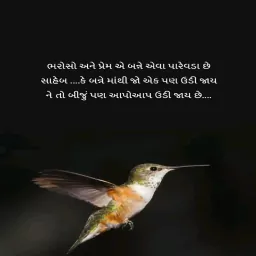 ભરોસો અને પ્રેમ એ બન્ને એવા પારેવડા છે
સાહેબ ....કે બન્ને માંથી જો એક પણ ઉડી જાય
ને તો બીજું પણ આપોઆપ ઉડી જાય છે....